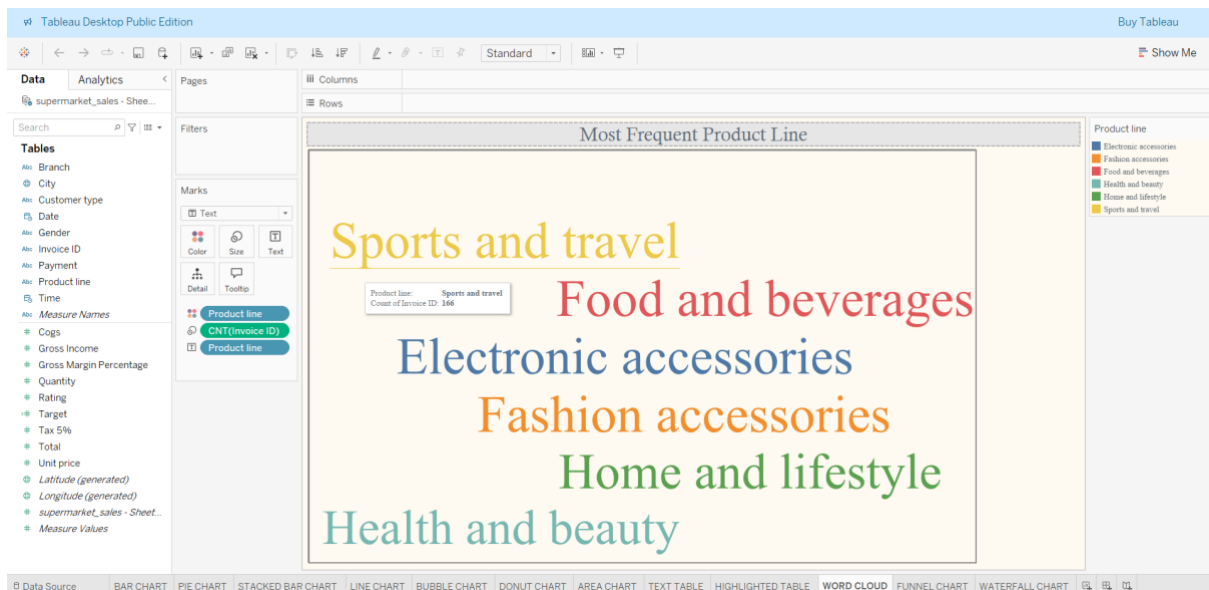 Tableau Desktop Public Edition
Buy Tableau
Standard
Show Me
Data
Analytics
supermarket_sales - Shee...
Search
Tables
Abc Branch
City
Abc Customer type
Date
Abc Gender
Abc Invoice ID
Abc Payment
Abc Product line
Time
Abc Measure Names
# Cogs
# Gross Income
# Gross Margin Percentage
# Quantity
# Rating
# Target
# Tax 5%
# Total
# Unit price
Latitude (generated)
Longitude (generated)
# supermarket_sales - Sheet...
# Measure Values
Pages
Filters
Marks
T Text
Color Size Text
Detail Tooltip
Product line
CNT(Invoice ID)
Product line
Columns
Rows
Most Frequent Product Line
Sports and travel
Product line: Sports and travel
Count of Invoice ID: 166
Food and beverages
Electronic accessories
Fashion accessories
Home and lifestyle
Health and beauty
Product line
Electronic accessories
Fashion accessories
Food and beverages
Health and beauty
Home and lifestyle
Sports and travel
Data Source BAR CHART PIE CHART STACKED BAR CHART LINE CHART BUBBLE CHART DONUT CHART AREA CHART TEXT TABLE HIGHLIGHTED TABLE WORD CLOUD FUNNEL CHART WATERFALL CHART